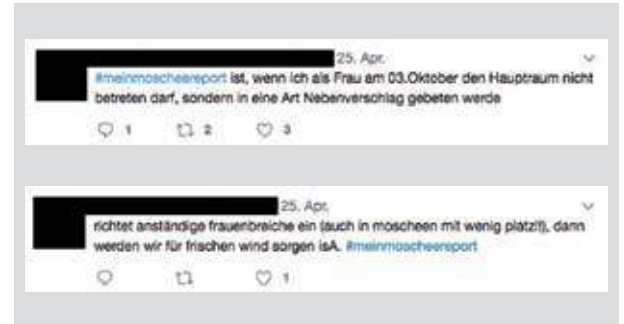 25. Apr.
#meinmoscheereport ist, wenn ich als Frau am 03.Oktober den Hauptraum nicht
betreten darf, sondern in eine Art Nebenverschlag gebeten werde
1 2 3
25. Apr.
richtet anständige frauenbreiche ein (auch in moscheen mit wenig platz!!), dann
werden wir für frischen wind sorgen isA. #meinmoscheereport
1